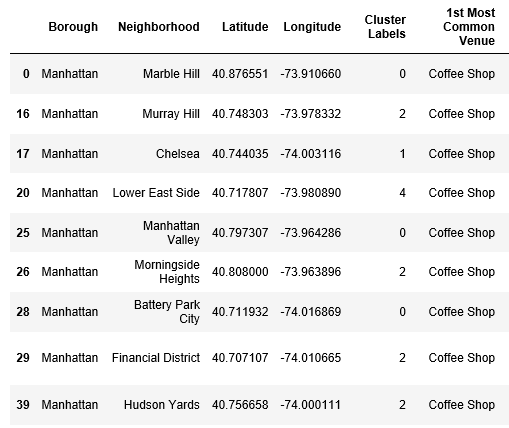 Borough Neighborhood Latitude Longitude Cluster Labels 1st Most Common Venue
0 Manhattan Marble Hill 40.876551 -73.910660 0 Coffee Shop
16 Manhattan Murray Hill 40.748303 -73.978332 2 Coffee Shop
17 Manhattan Chelsea 40.744035 -74.003116 1 Coffee Shop
20 Manhattan Lower East Side 40.717807 -73.980890 4 Coffee Shop
25 Manhattan Manhattan Valley 40.797307 -73.964286 0 Coffee Shop
26 Manhattan Morningside Heights 40.808000 -73.963896 2 Coffee Shop
28 Manhattan Battery Park City 40.711932 -74.016869 0 Coffee Shop
29 Manhattan Financial District 40.707107 -74.010665 2 Coffee Shop
39 Manhattan Hudson Yards 40.756658 -74.000111 2 Coffee Shop